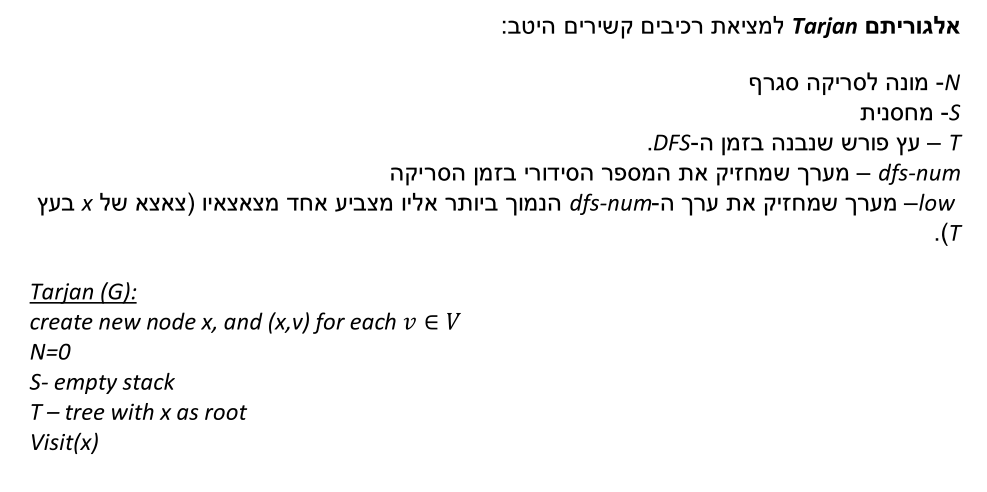 אלגוריתם Tarjan למציאת רכיבים קשירים היטב:
N- מונה לסריקה סגרף
S- מחסנית
T – עץ פורש שנבנה בזמן ה-DFS.
dfs-num – מערך שמחזיק את המספר הסידורי בזמן הסריקה
low– מערך שמחזיק את ערך ה-dfs-num הנמוך ביותר אליו מצביע אחד מצאצאיו (צאצא של x בעץ
T).
Tarjan (G):
create new node x, and (x,v) for each v ∈ V
N=0
S- empty stack
T – tree with x as root
Visit(x)